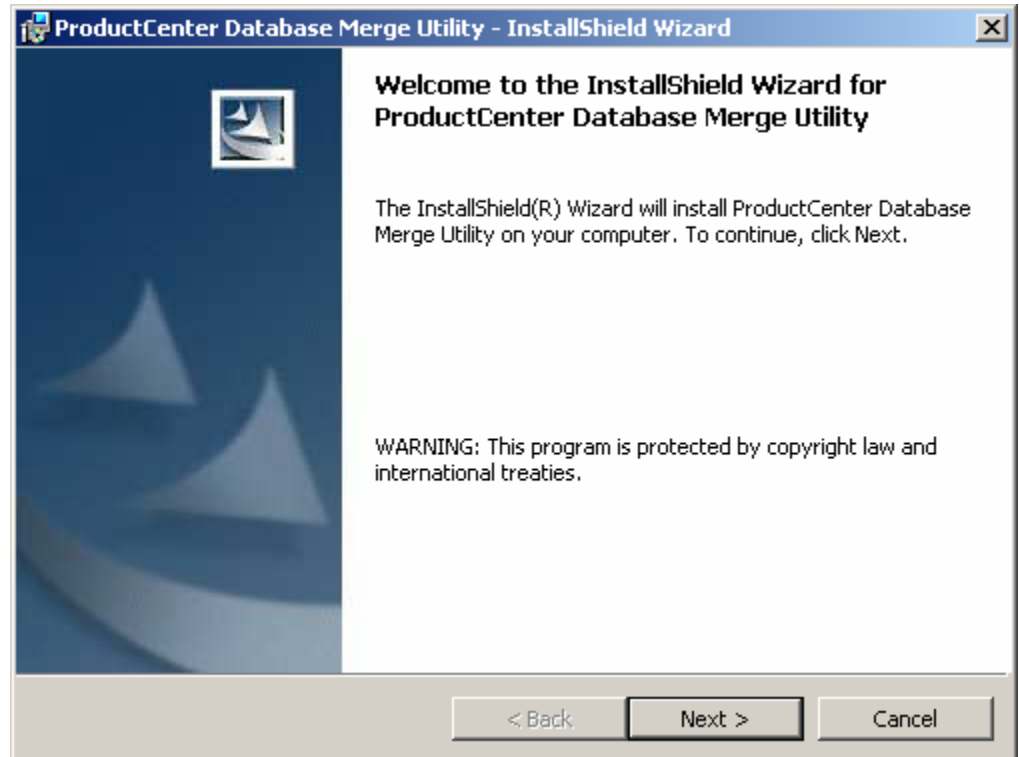 ProductCenter Database Merge Utility - InstallShield Wizard
Welcome to the InstallShield Wizard for
ProductCenter Database Merge Utility
The InstallShield(R) Wizard will install ProductCenter Database
Merge Utility on your computer. To continue, click Next.
WARNING: This program is protected by copyright law and
international treaties.
< Back
Next >
Cancel